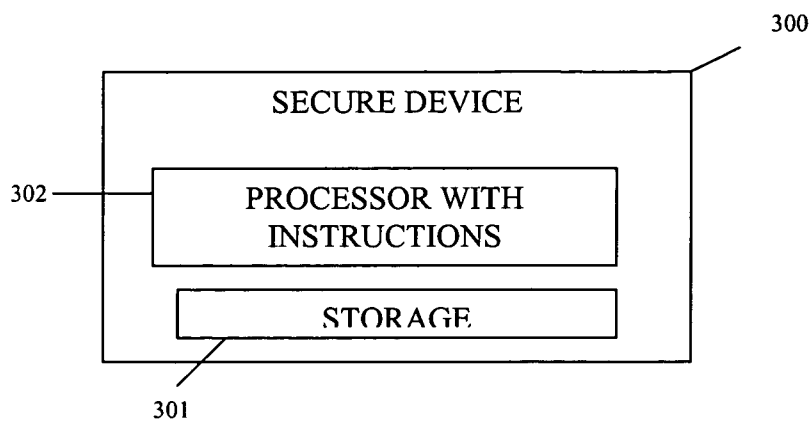 300
SECURE DEVICE
302
PROCESSOR WITH
INSTRUCTIONS
STORAGE
301